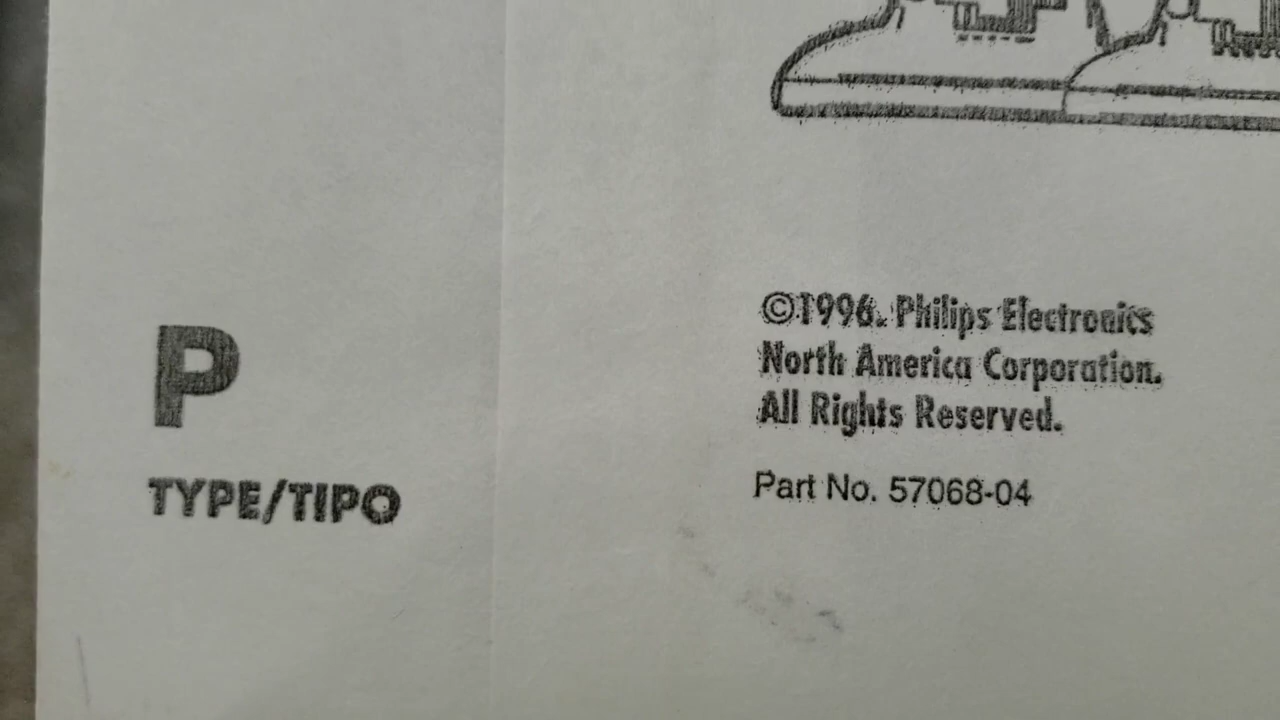 P
TYPE/TIPO
©1996. Philips Electronics
North America Corporation.
All Rights Reserved.
Part No. 57068-04